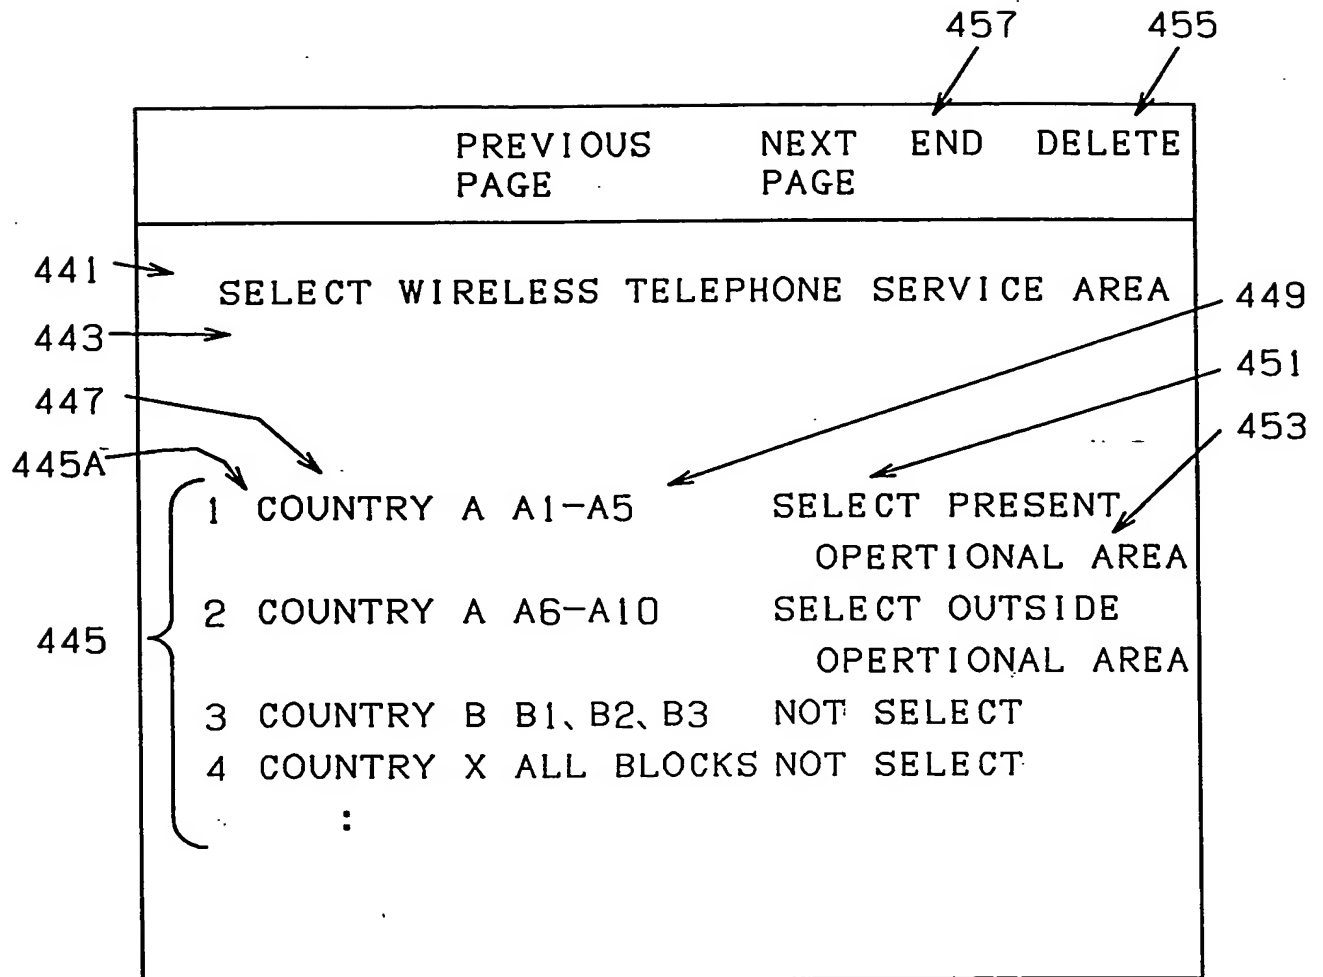 457 455
PREVIOUS NEXT END DELETE
PAGE PAGE
441
SELECT WIRELESS TELEPHONE SERVICE AREA
449
443
451
447
453
445A
1 COUNTRY A A1-A5 SELECT PRESENT
OPERTIONAL AREA
2 COUNTRY A A6-A10 SELECT OUTSIDE
445
OPERTIONAL AREA
3 COUNTRY B B1、B2、B3 NOT SELECT
4 COUNTRY X ALL BLOCKS NOT SELECT
: